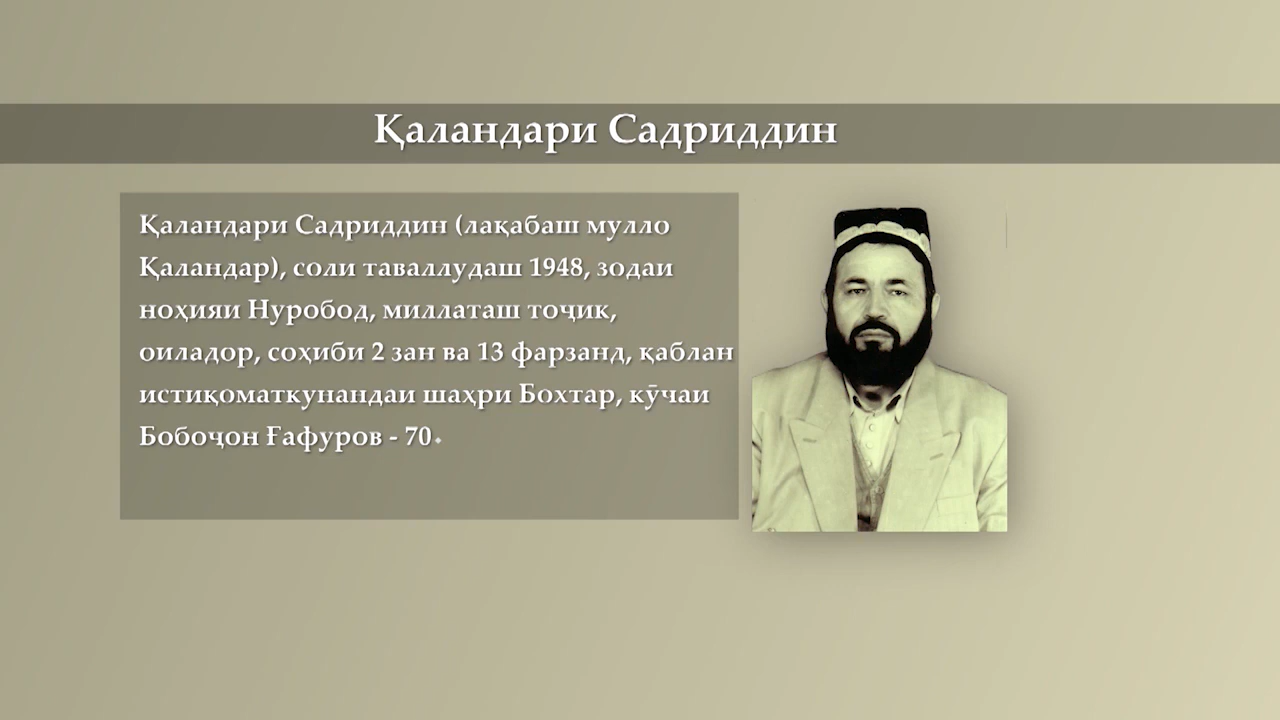 Қаландари Садриддин
Қаландари Садриддин (лақабаш мулло
Қаландар), соли таваллудаш 1948, зодаи
ноҳияи Нуробод, миллаташ тоҷик,
оиладор, соҳиби 2 зан ва 13 фарзанд, қаблан
истиқоматкунандаи шаҳри Бохтар, кӯчаи
Бобоҷон Ғафуров - 70.